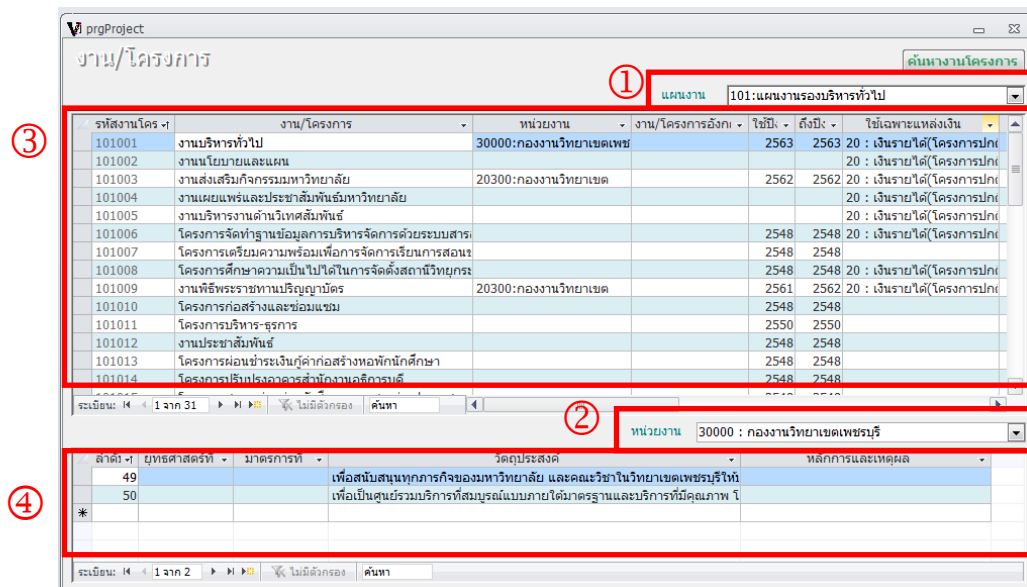 prgProject
งาน/โครงการ
ค้นหางานโครงการ
① แผนงาน 101:แผนงานรองบริหารทั่วไป
③
รหัสงานโคร งาน/โครงการ หน่วยงาน งาน/โครงการอังก ใช้ปี ถึงปี ใช้เฉพาะแหล่งเงิน
101001 งานบริหารทั่วไป 30000:กองงานวิทยาเขตเพช 2563 2563 20 : เงินรายได้(โครงการปกต
101002 งานนโยบายและแผน 20 : เงินรายได้(โครงการปกต
101003 งานส่งเสริมกิจกรรมมหาวิทยาลัย 20300:กองงานวิทยาเขต 2562 2562 20 : เงินรายได้(โครงการปกต
101004 งานเผยแพร่และประชาสัมพันธ์มหาวิทยาลัย 20 : เงินรายได้(โครงการปกต
101005 งานบริหารงานด้านวิเทศสัมพันธ์ 20 : เงินรายได้(โครงการปกต
101006 โครงการจัดทำฐานข้อมูลการบริหารจัดการด้วยระบบสาร 2548 2548 20 : เงินรายได้(โครงการปกต
101007 โครงการเตรียมความพร้อมเพื่อการจัดการเรียนการสอน 2548 2548
101008 โครงการศึกษาความเป็นไปได้ในการจัดตั้งสถานีวิทยุกระ 2548 2548 20 : เงินรายได้(โครงการปกต
101009 งานพิธีพระราชทานปริญญาบัตร 20300:กองงานวิทยาเขต 2561 2562 20 : เงินรายได้(โครงการปกต
101010 โครงการก่อสร้างและซ่อมแซม 2548 2548
101011 โครงการบริหาร-ธุรการ 2550 2550
101012 งานประชาสัมพันธ์ 2548 2548
101013 โครงการผ่อนชำระเงินกู้ค่าก่อสร้างหอพักนักศึกษา 2548 2548
101014 โครงการปรับปรุงอาคารสำนักงานอธิการบดี 2548 2548
ระเบียน: 1 จาก 31 ไม่มีตัวกรอง ค้นหา
② หน่วยงาน 30000 : กองงานวิทยาเขตเพชรบุรี
④
ลำดับ ยุทธศาสตร์ที่ มาตรการที่ วัตถุประสงค์ หลักการและเหตุผล
49 เพื่อสนับสนุนทุกภารกิจของมหาวิทยาลัย และคณะวิชาในวิทยาเขตเพชรบุรีให้
50 เพื่อเป็นศูนย์รวมบริการที่สมบูรณ์แบบภายใต้มาตรฐานและบริการที่มีคุณภาพ โ
*
ระเบียน: 1 จาก 2 ไม่มีตัวกรอง ค้นหา